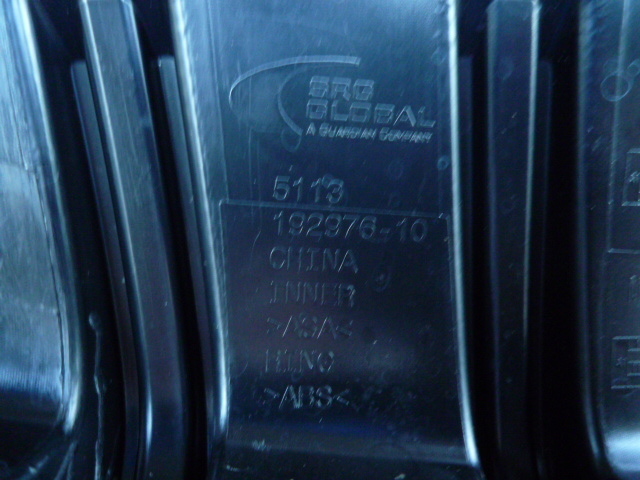 SRG
GLOBAL
A GUARDIAN COMPANY
5113
192976-10
CHINA
INNER
>ASA<
RING
>ABS<